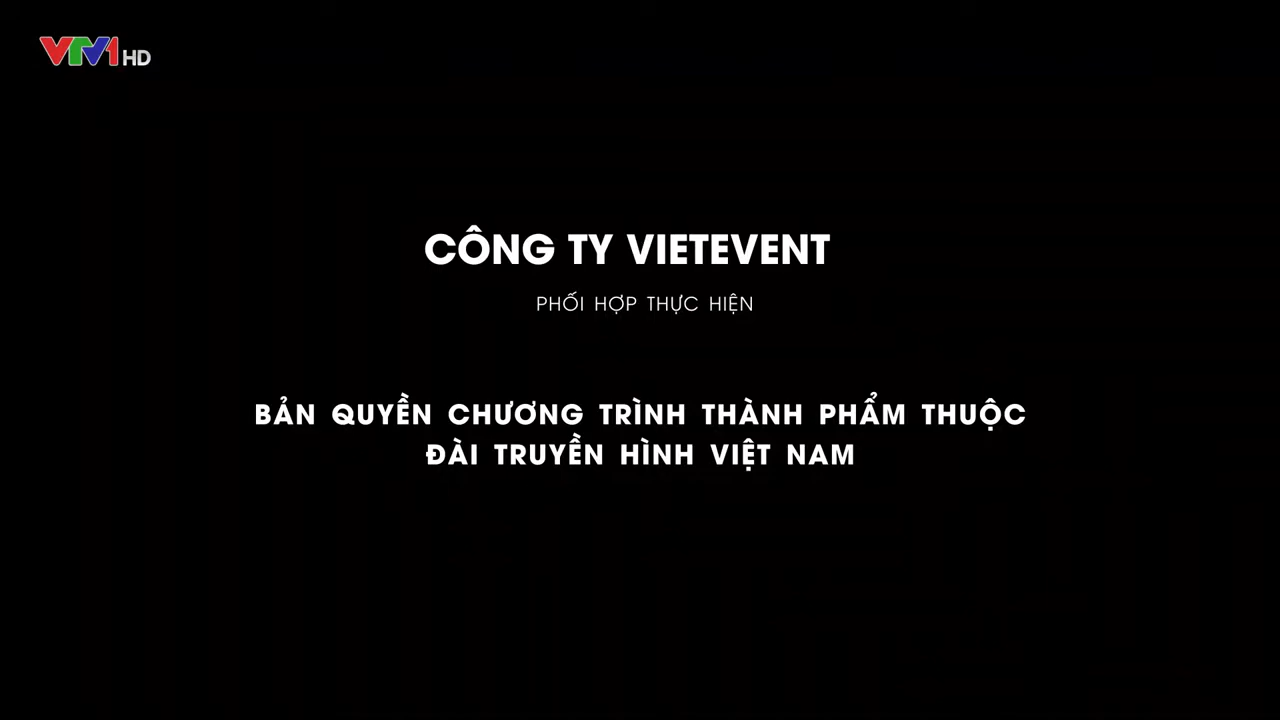 VTV1 HD
CÔNG TY VIETEVENT
PHỐI HỢP THỰC HIỆN
BẢN QUYỀN CHƯƠNG TRÌNH THÀNH PHẨM THUỘC
ĐÀI TRUYỀN HÌNH VIỆT NAM